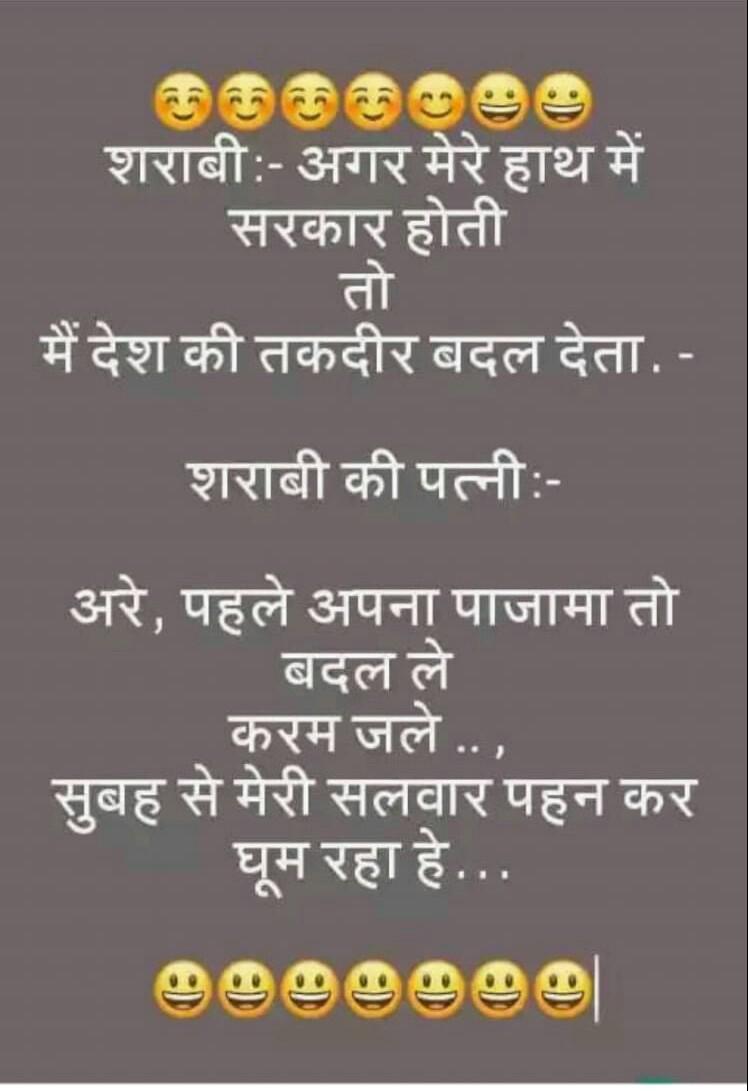 ☺️☺️☺️☺️😊😀😀
शराबी:- अगर मेरे हाथ में
सरकार होती
तो
मैं देश की तकदीर बदल देता. -
शराबी की पत्नी:-
अरे, पहले अपना पाजामा तो
बदल ले
करम जले .. ,
सुबह से मेरी सलवार पहन कर
घूम रहा हे...
😃😃😃😃😃😃😃